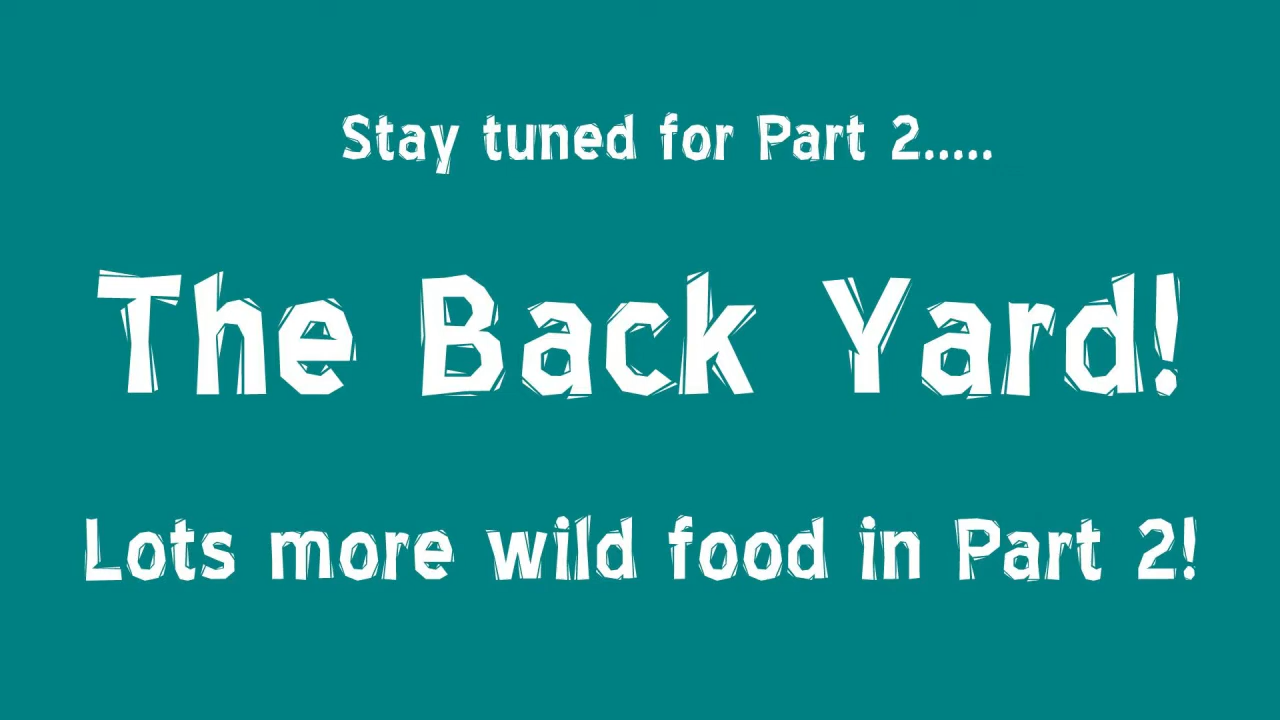 Stay tuned for Part 2.....
The Back Yard!
Lots more wild food in Part 2!